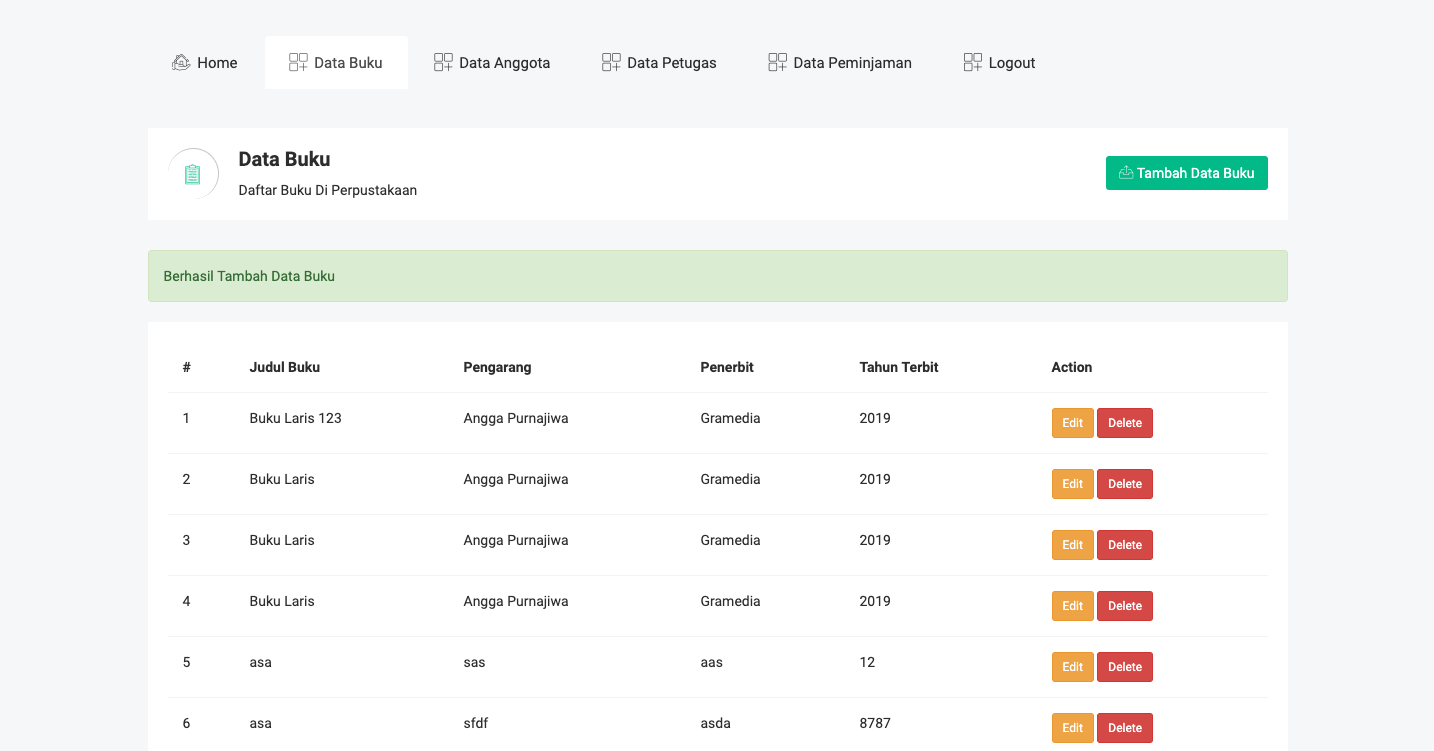 Home Data Buku Data Anggota Data Petugas Data Peminjaman Logout
Data Buku
Daftar Buku Di Perpustakaan
Tambah Data Buku
Berhasil Tambah Data Buku
# Judul Buku Pengarang Penerbit Tahun Terbit Action
1 Buku Laris 123 Angga Purnajiwa Gramedia 2019 Edit Delete
2 Buku Laris Angga Purnajiwa Gramedia 2019 Edit Delete
3 Buku Laris Angga Purnajiwa Gramedia 2019 Edit Delete
4 Buku Laris Angga Purnajiwa Gramedia 2019 Edit Delete
5 asa sas aas 12 Edit Delete
6 asa sfdf asda 8787 Edit Delete